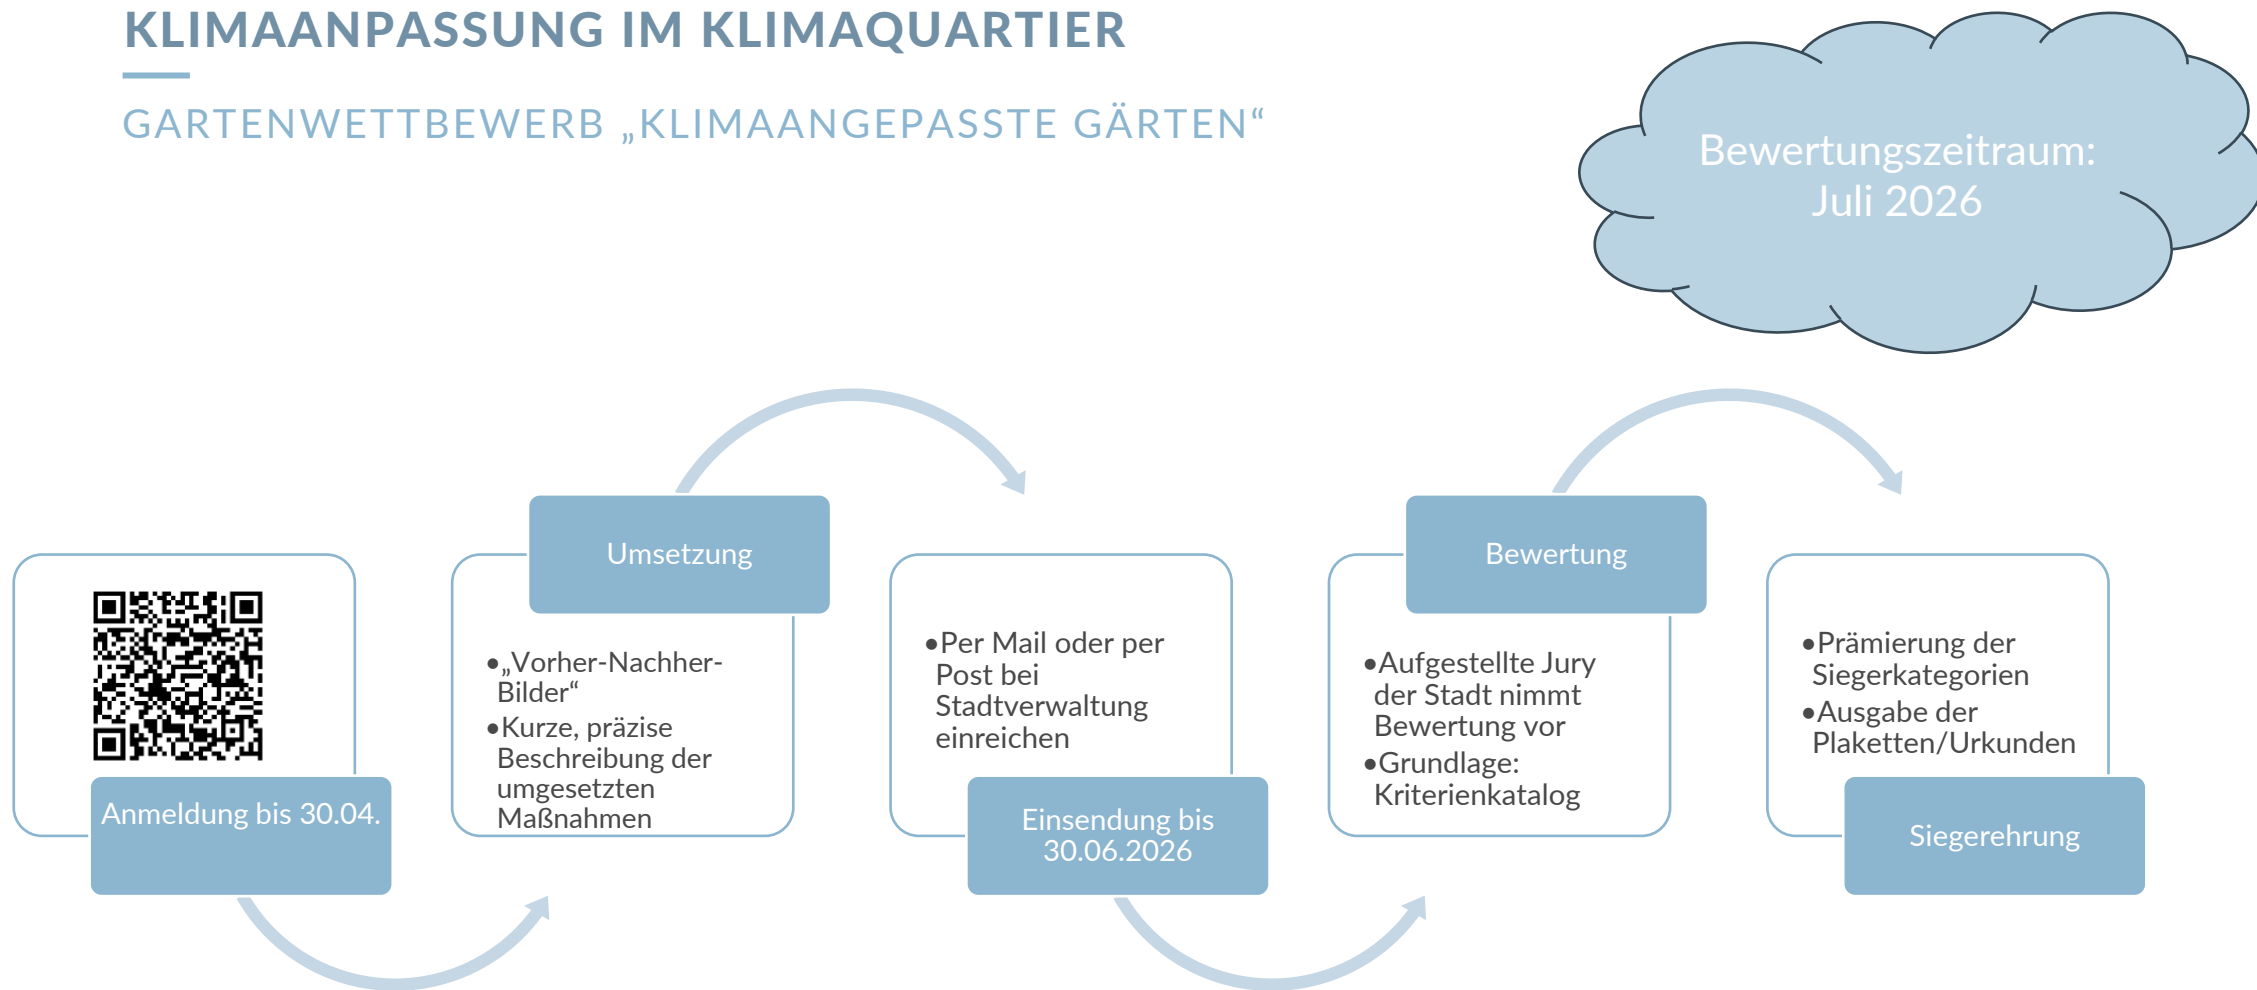 KLIMAANPASSUNG IM KLIMAQUARTIER
GARTENWETTBEWERB „KLIMAANGEPASSTE GÄRTEN“
Bewertungszeitraum:
Juli 2026
Anmeldung bis 30.04.
Umsetzung
•„Vorher-Nachher-
Bilder“
•Kurze, präzise
Beschreibung der
umgesetzten
Maßnahmen
•Per Mail oder per
Post bei
Stadtverwaltung
einreichen
Einsendung bis
30.06.2026
Bewertung
•Aufgestellte Jury
der Stadt nimmt
Bewertung vor
•Grundlage:
Kriterienkatalog
•Prämierung der
Siegerkategorien
•Ausgabe der
Plaketten/Urkunden
Siegerehrung